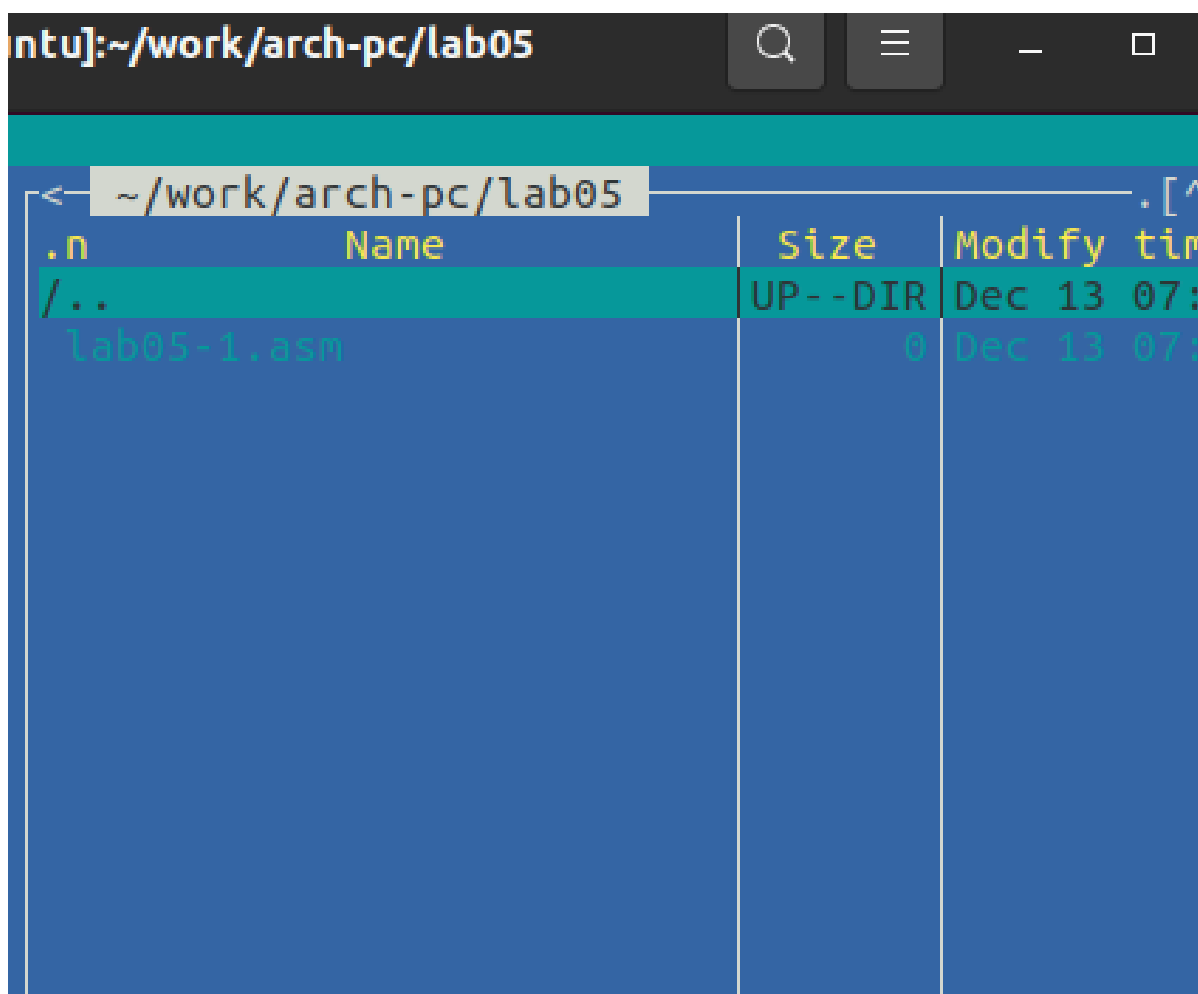 ntu]:~/work/arch-pc/lab05
<- ~/work/arch-pc/lab05 .[^
.n Name Size Modify tim
/.. UP--DIR Dec 13 07:
lab05-1.asm 0 Dec 13 07: